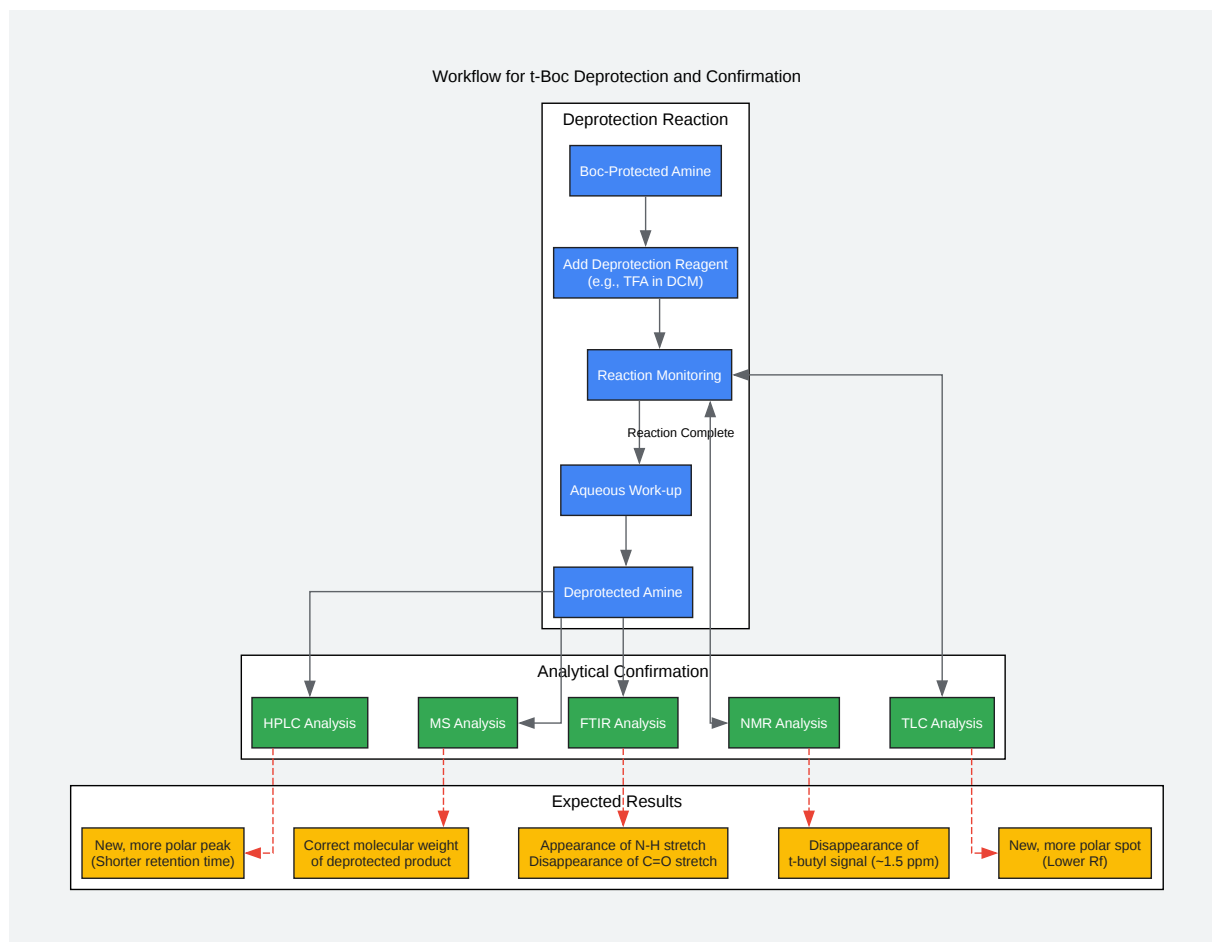 Workflow for t-Boc Deprotection and Confirmation
Deprotection Reaction
Boc-Protected Amine
Add Deprotection Reagent
(e.g., TFA in DCM)
Reaction Monitoring
Reaction Complete
Aqueous Work-up
Deprotected Amine
Analytical Confirmation
HPLC Analysis
MS Analysis
FTIR Analysis
NMR Analysis
TLC Analysis
Expected Results
New, more polar peak
(Shorter retention time)
Correct molecular weight
of deprotected product
Appearance of N-H stretch
Disappearance of C=O stretch
Disappearance of
t-butyl signal (~1.5 ppm)
New, more polar spot
(Lower Rf)